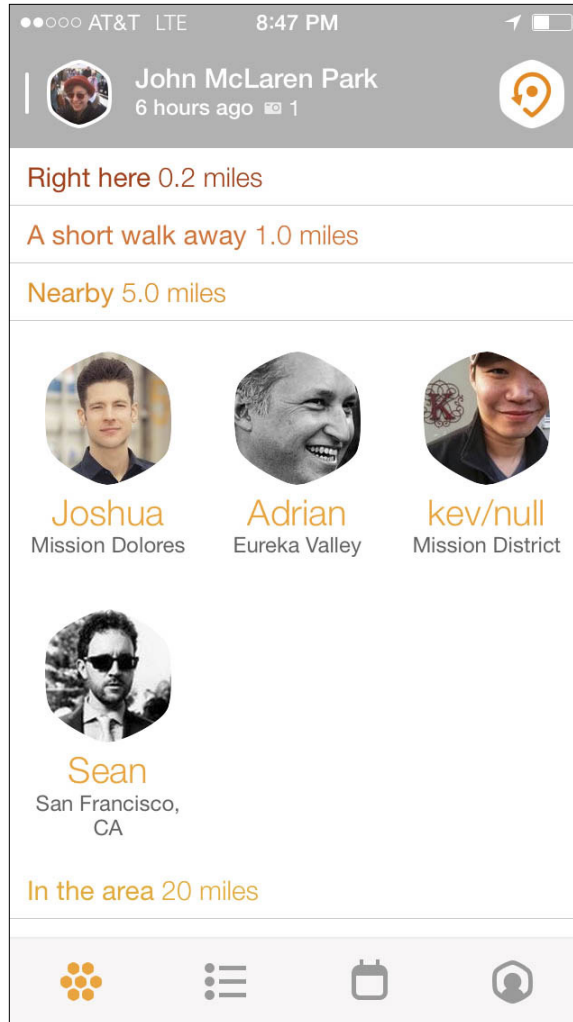 AT&T LTE 8:47 PM
John McLaren Park
6 hours ago 1
Right here 0.2 miles
A short walk away 1.0 miles
Nearby 5.0 miles
K
Joshua Adrian kev/null
Mission Dolores Eureka Valley Mission District
Sean
San Francisco,
CA
In the area 20 miles